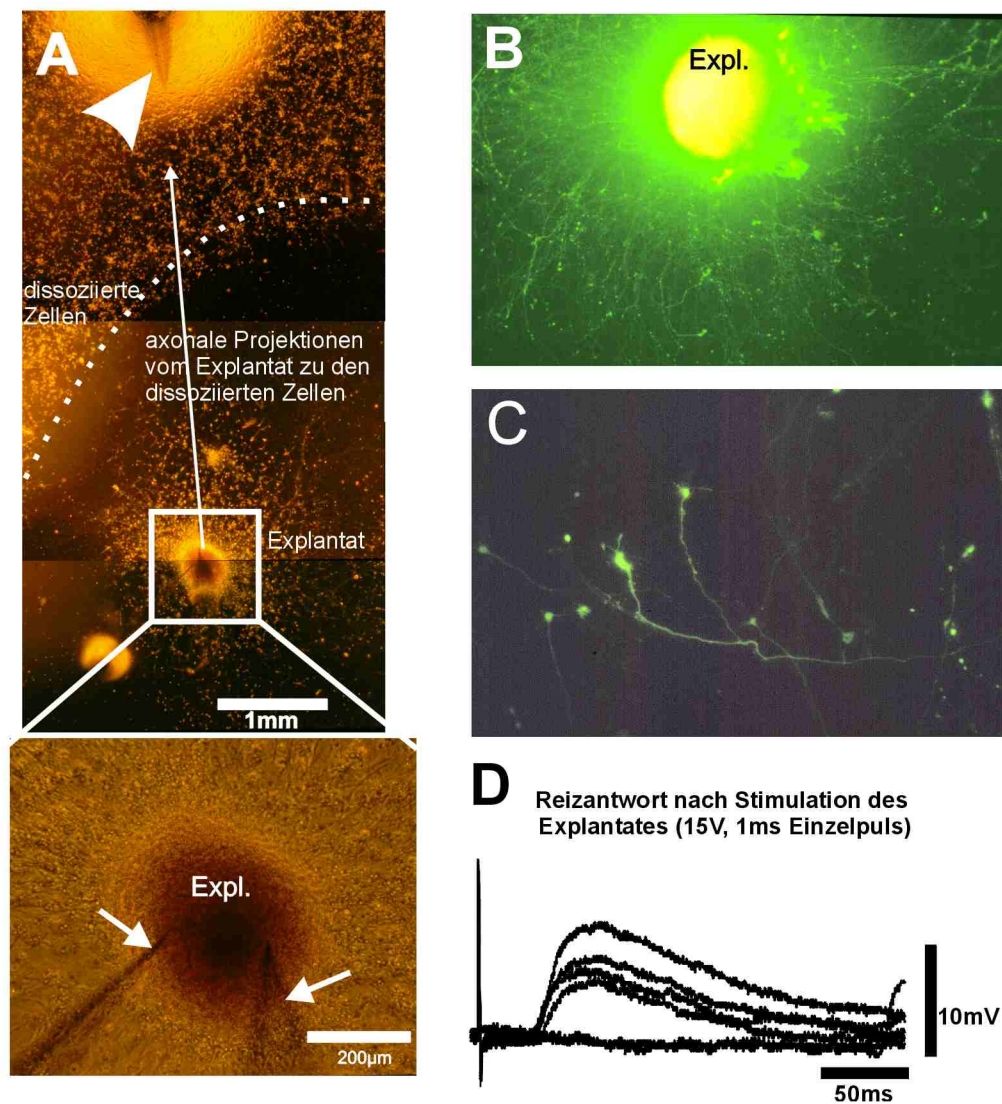 A
dissoziierte
Zellen
axonale Projektionen
vom Explantat zu den
dissoziierten Zellen
Explantat
1mm
Expl.
200µm
B
Expl.
C
D
Reizantwort nach Stimulation des
Explantates (15V, 1ms Einzelpuls)
10mV
50ms